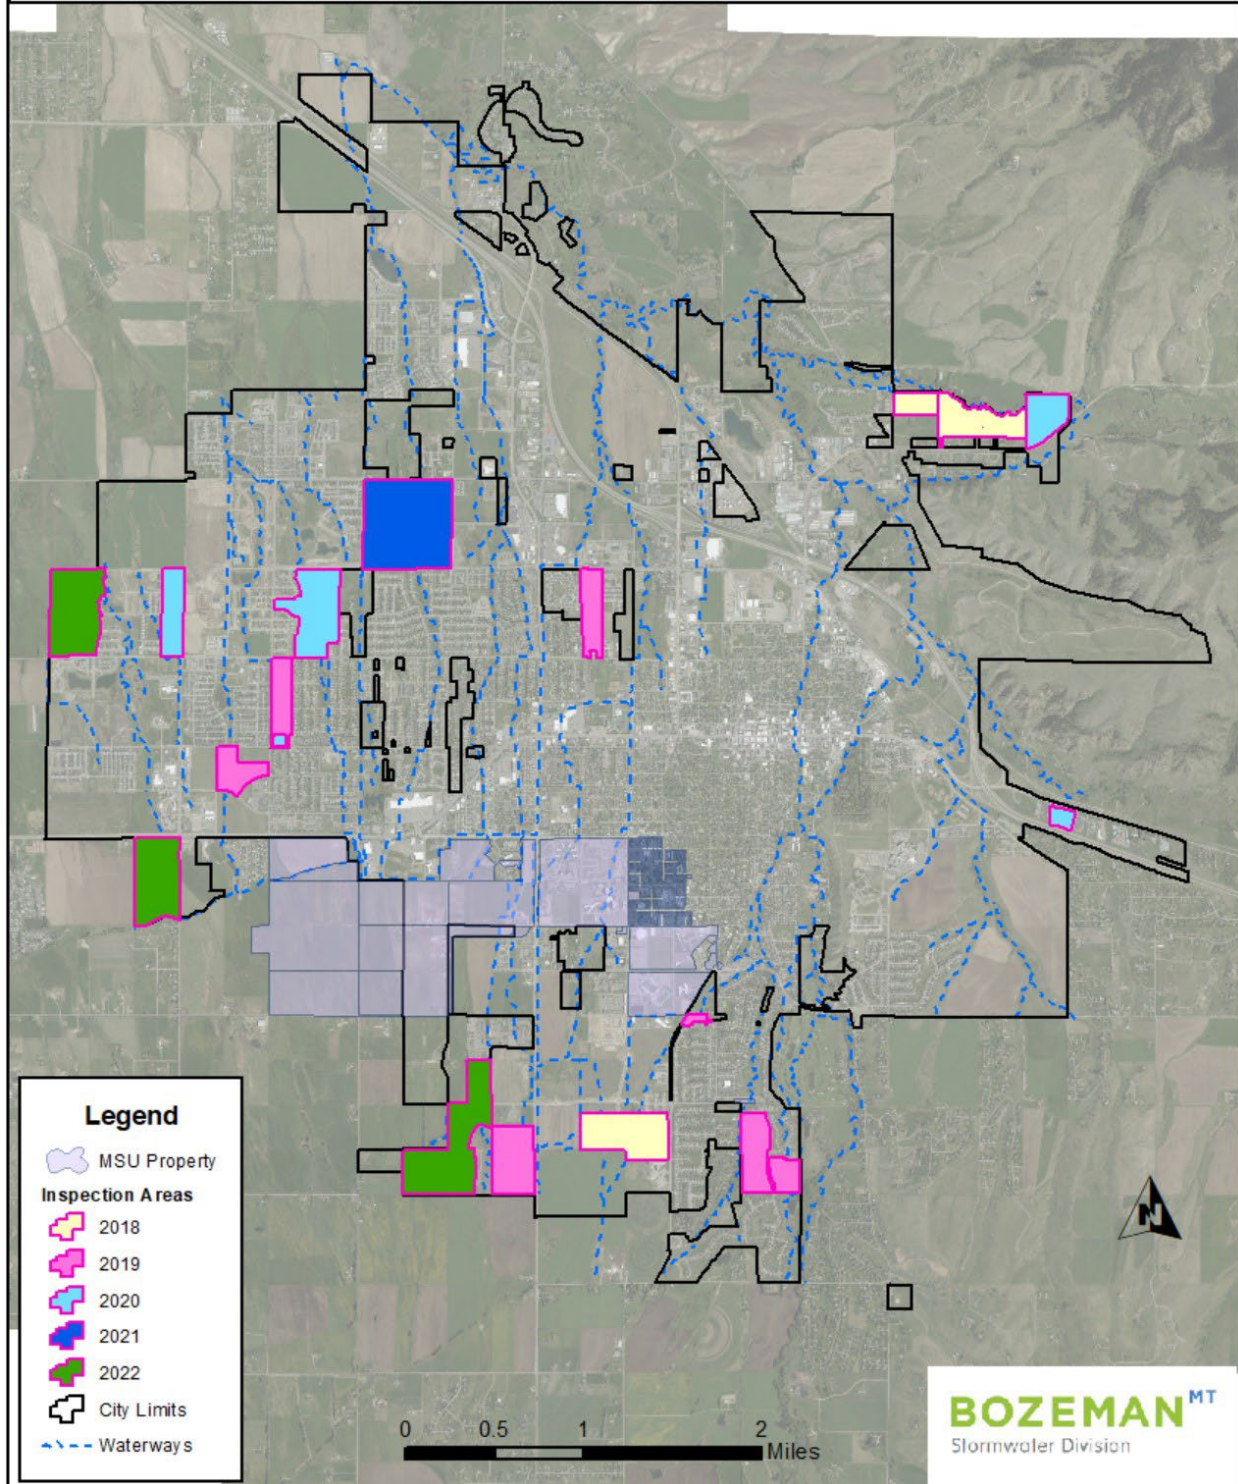 Legend
MSU Property
Inspection Areas
2018
2019
2020
2021
2022
City Limits
Waterways
0 0.5 1 2
Miles
N
BOZEMAN MT
Stormwater Division